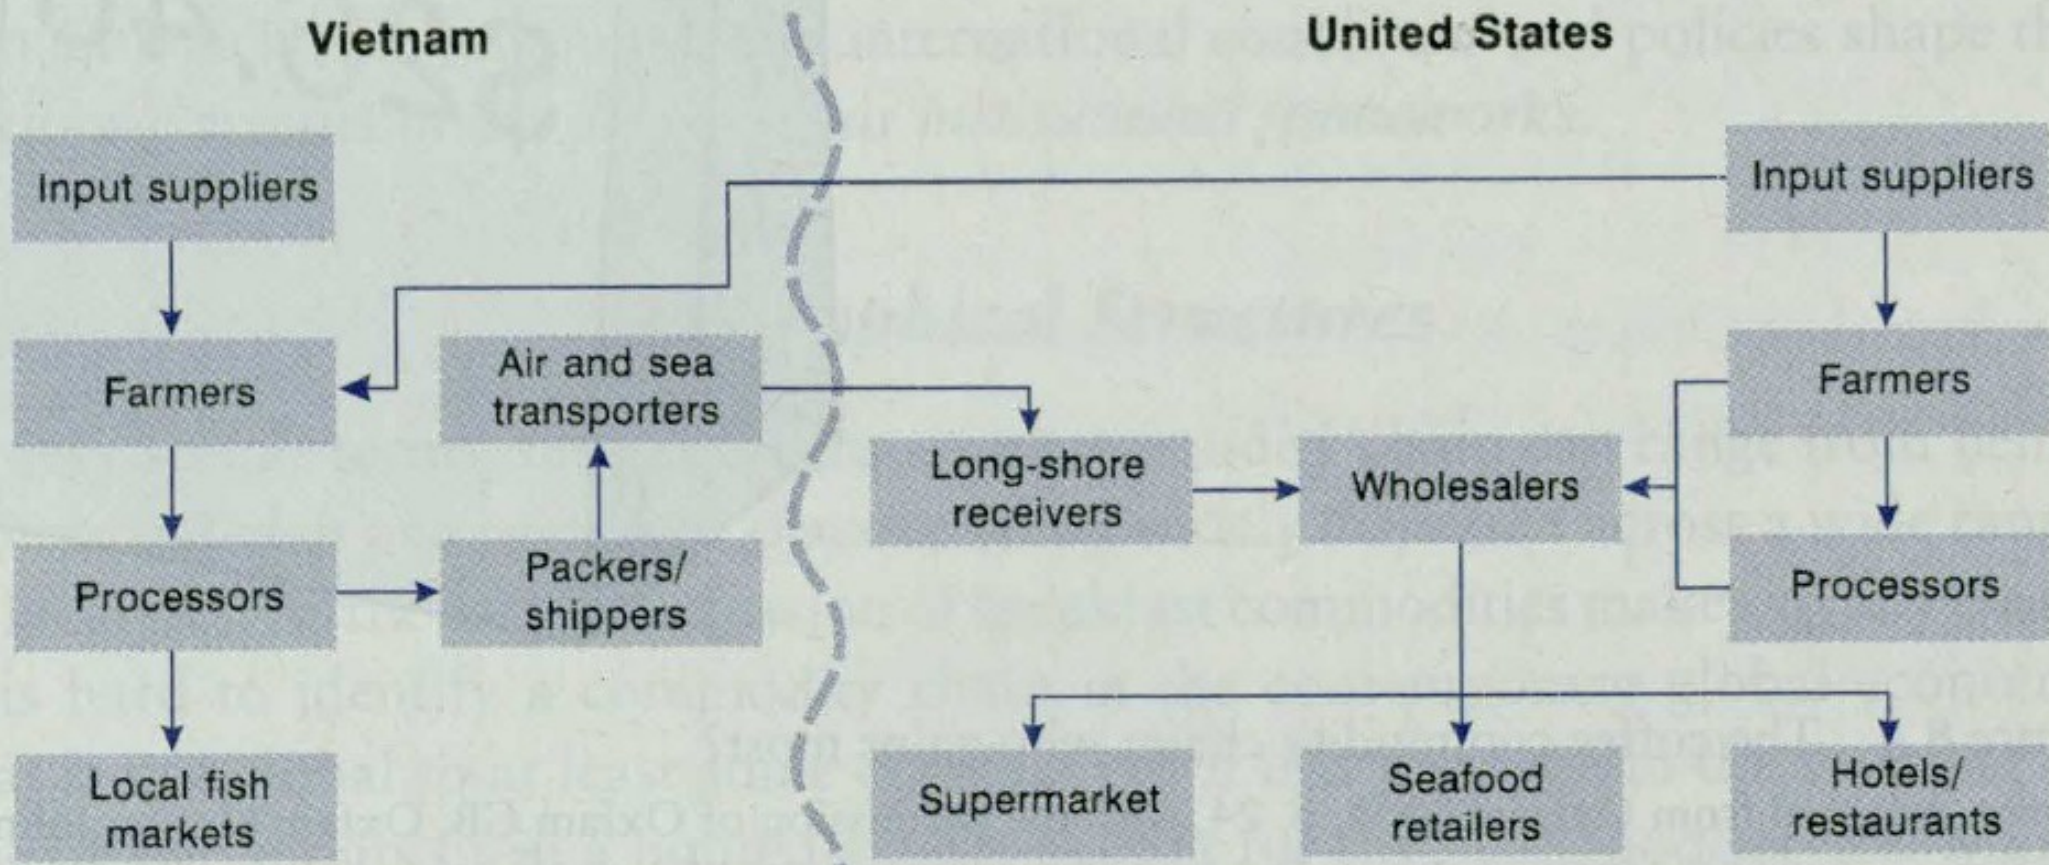 Vietnam
United States
Input suppliers
Input suppliers
Farmers
Air and sea
transporters
Farmers
Long-shore
receivers
Wholesalers
Processors
Packers/
shippers
Processors
Local fish
markets
Supermarket
Seafood
retailers
Hotels/
restaurants